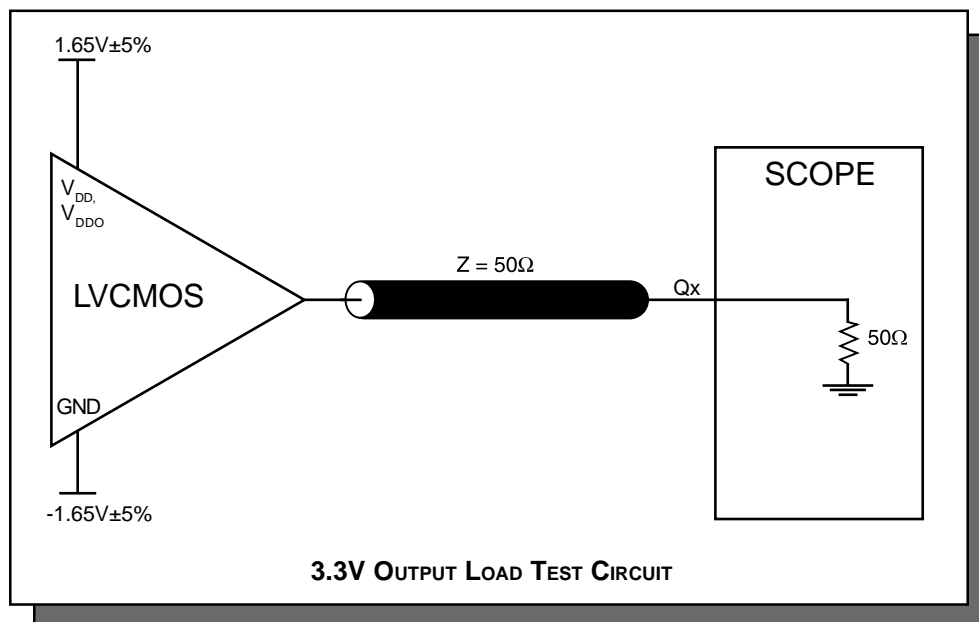 1.65V±5%
V_DD,
V_DDO
LVCMOS
GND
-1.65V±5%
Z = 50Ω
Qx
SCOPE
50Ω
3.3V OUTPUT LOAD TEST CIRCUIT